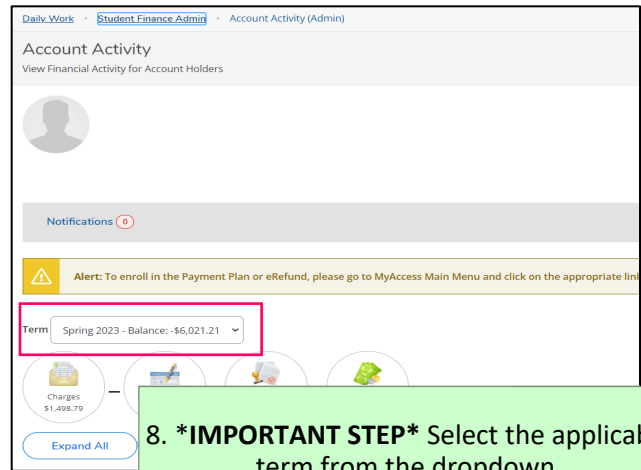 Daily Work · Student Finance Admin · Account Activity (Admin)
Account Activity
View Financial Activity for Account Holders
Notifications 0
Alert: To enroll in the Payment Plan or eRefund, please go to MyAccess Main Menu and click on the appropriate link
Term Spring 2023 - Balance: -$6,021.21
Charges
$1,498.79
Expand All
8. *IMPORTANT STEP* Select the
term from the dropdown